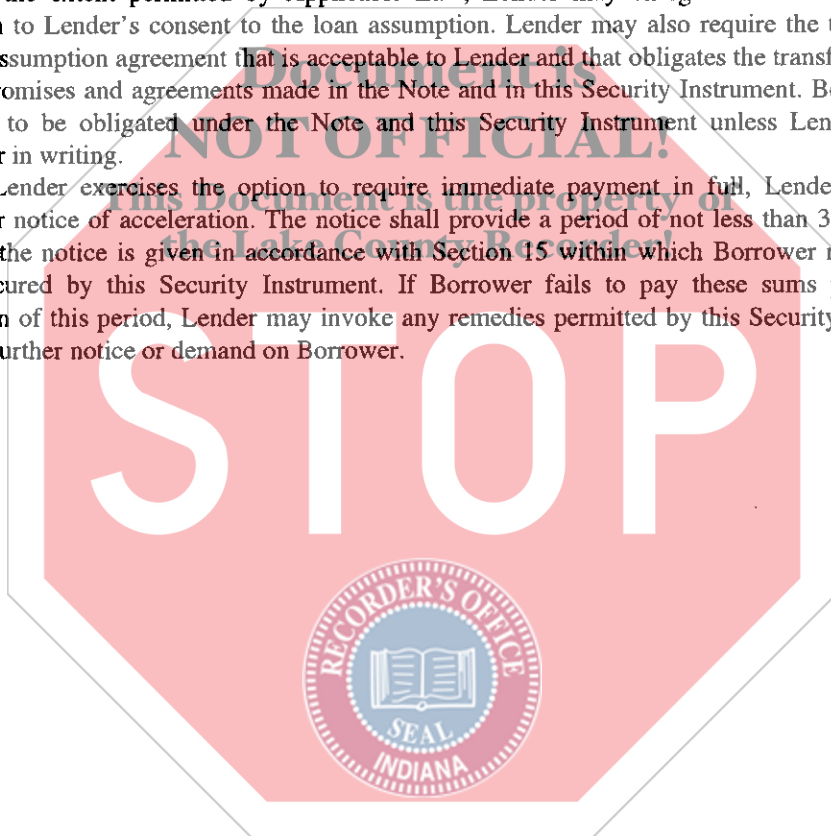 the extent permitted by Applicable Law, Lender may
to Lender's consent to the loan assumption. Lender may also require the
ssumption agreement that is acceptable to Lender and that obligates the transf
omises and agreements made in the Note and in this Security Instrument. B
to be obligated under the Note and this Security Instrument unless Len
r in writing.
Lender exercises the option to require immediate payment in full, Lende
r notice of acceleration. The notice shall provide a period of not less than 3
the notice is given in accordance with Section 15 within which Borrower
cured by this Security Instrument. If Borrower fails to pay these sums
n of this period, Lender may invoke any remedies permitted by this Security
urther notice or demand on Borrower.
Document is
NOT OFFICIAL!
This Document is the property of
the Lake County Recorder!
STOP
RECORDER'S OFFICE
SEAL
INDIANA